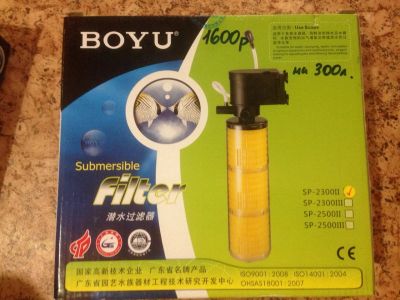 BOYU®
1600р
на 300л.
Submersible
Filter
潜水过滤器
SP-2300II
SP-2300III
SP-2500II
SP-2500III
国家高新技术企业 广东省名牌产品
广东省园艺水族器材工程技术研究开发中心
ISO9001:2008 ISO14001:2004
OHSAS18001:2007
CE